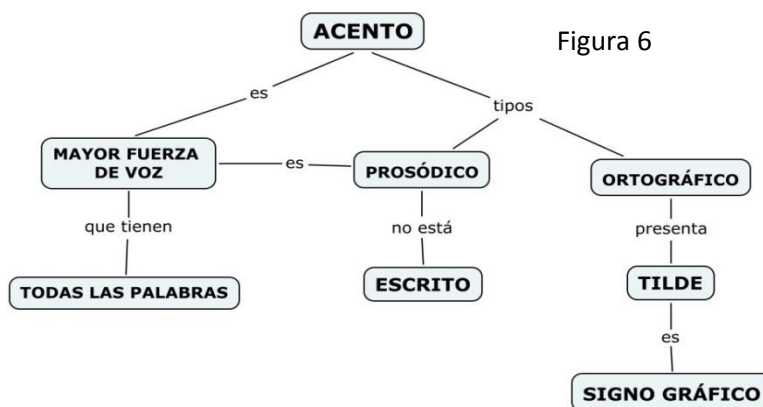 ACENTO
Figura 6
es
tipos
MAYOR FUERZA
DE VOZ
es
PROSÓDICO
ORTOGRÁFICO
que tienen
no está
presenta
TODAS LAS PALABRAS
ESCRITO
TILDE
es
SIGNO GRÁFICO